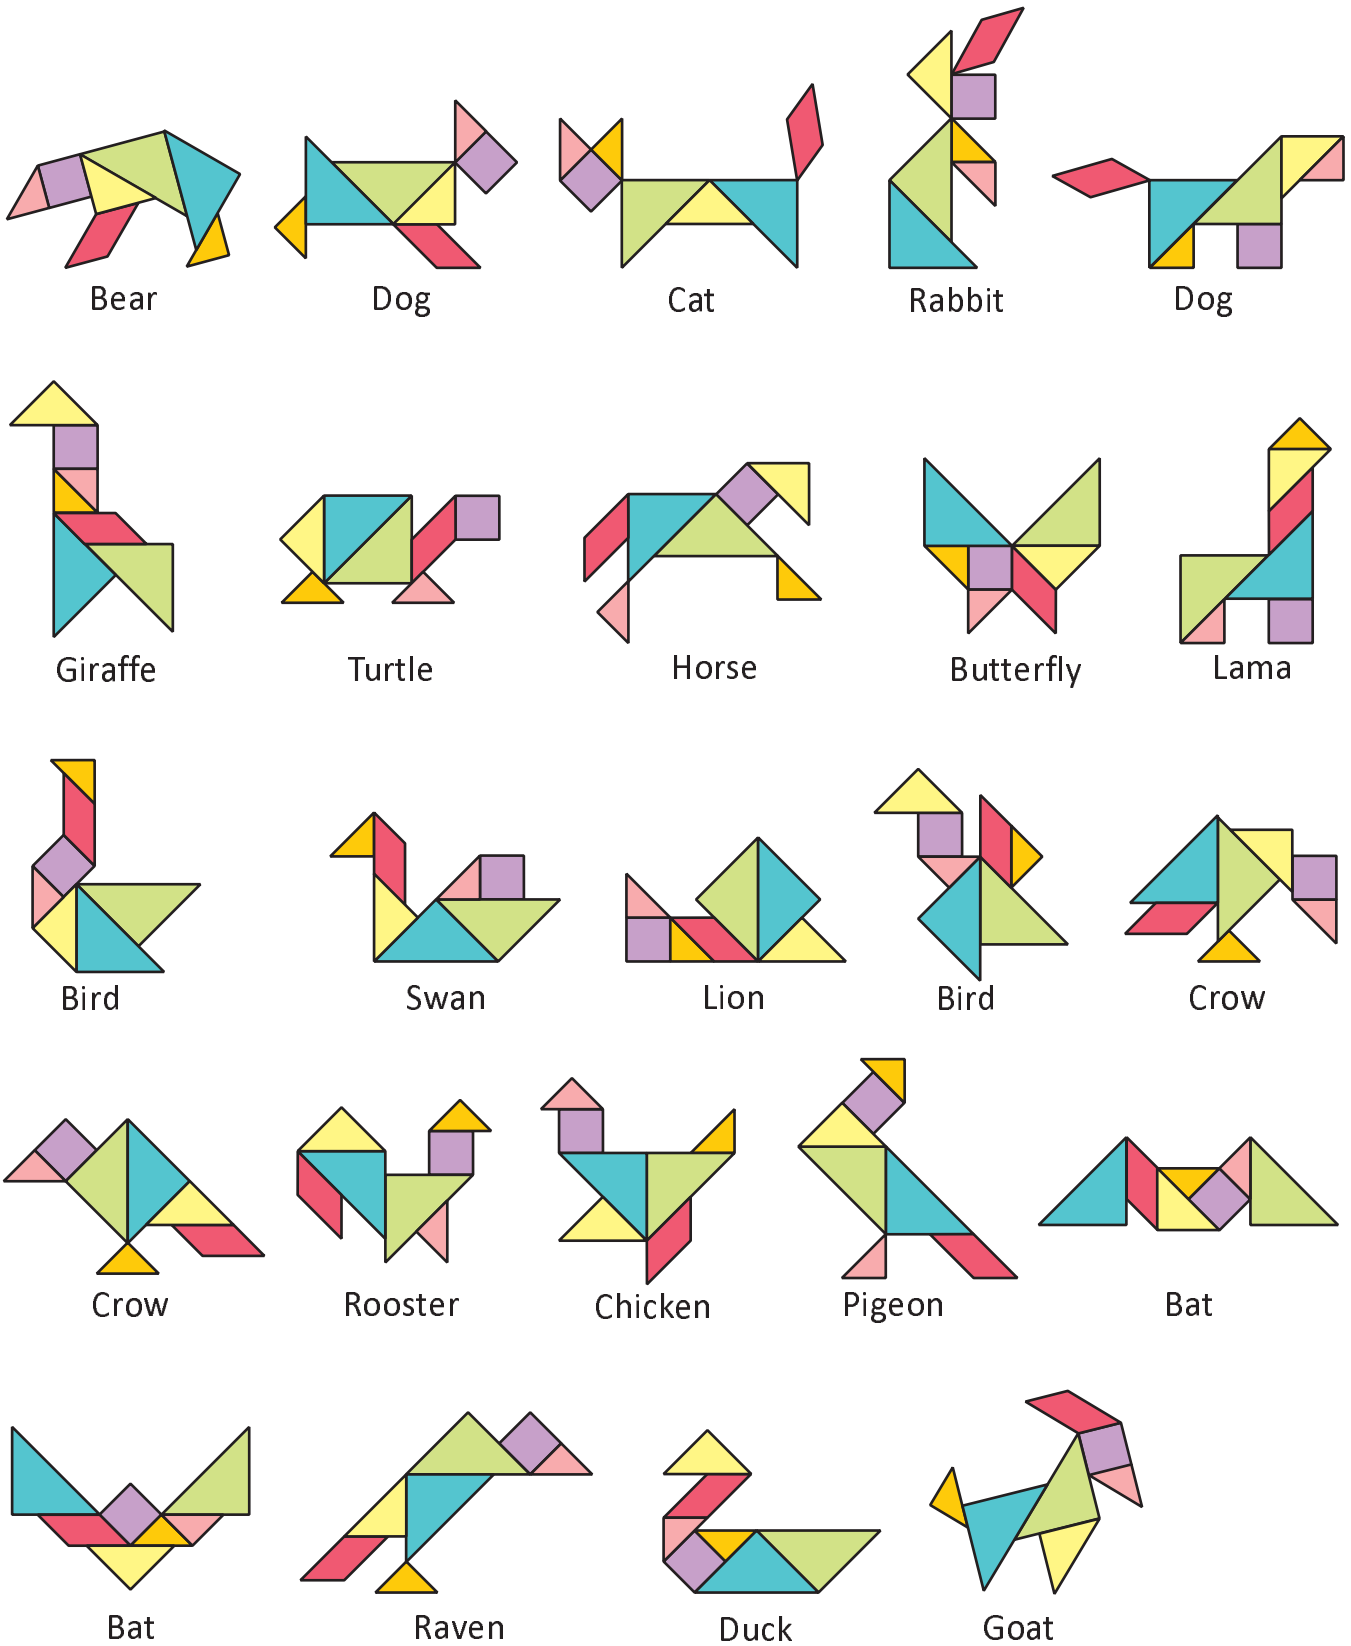 Bear Dog Cat Rabbit Dog
Giraffe Turtle Horse Butterfly Lama
Bird Swan Lion Bird Crow
Crow Rooster Chicken Pigeon Bat
Bat Raven Duck Goat